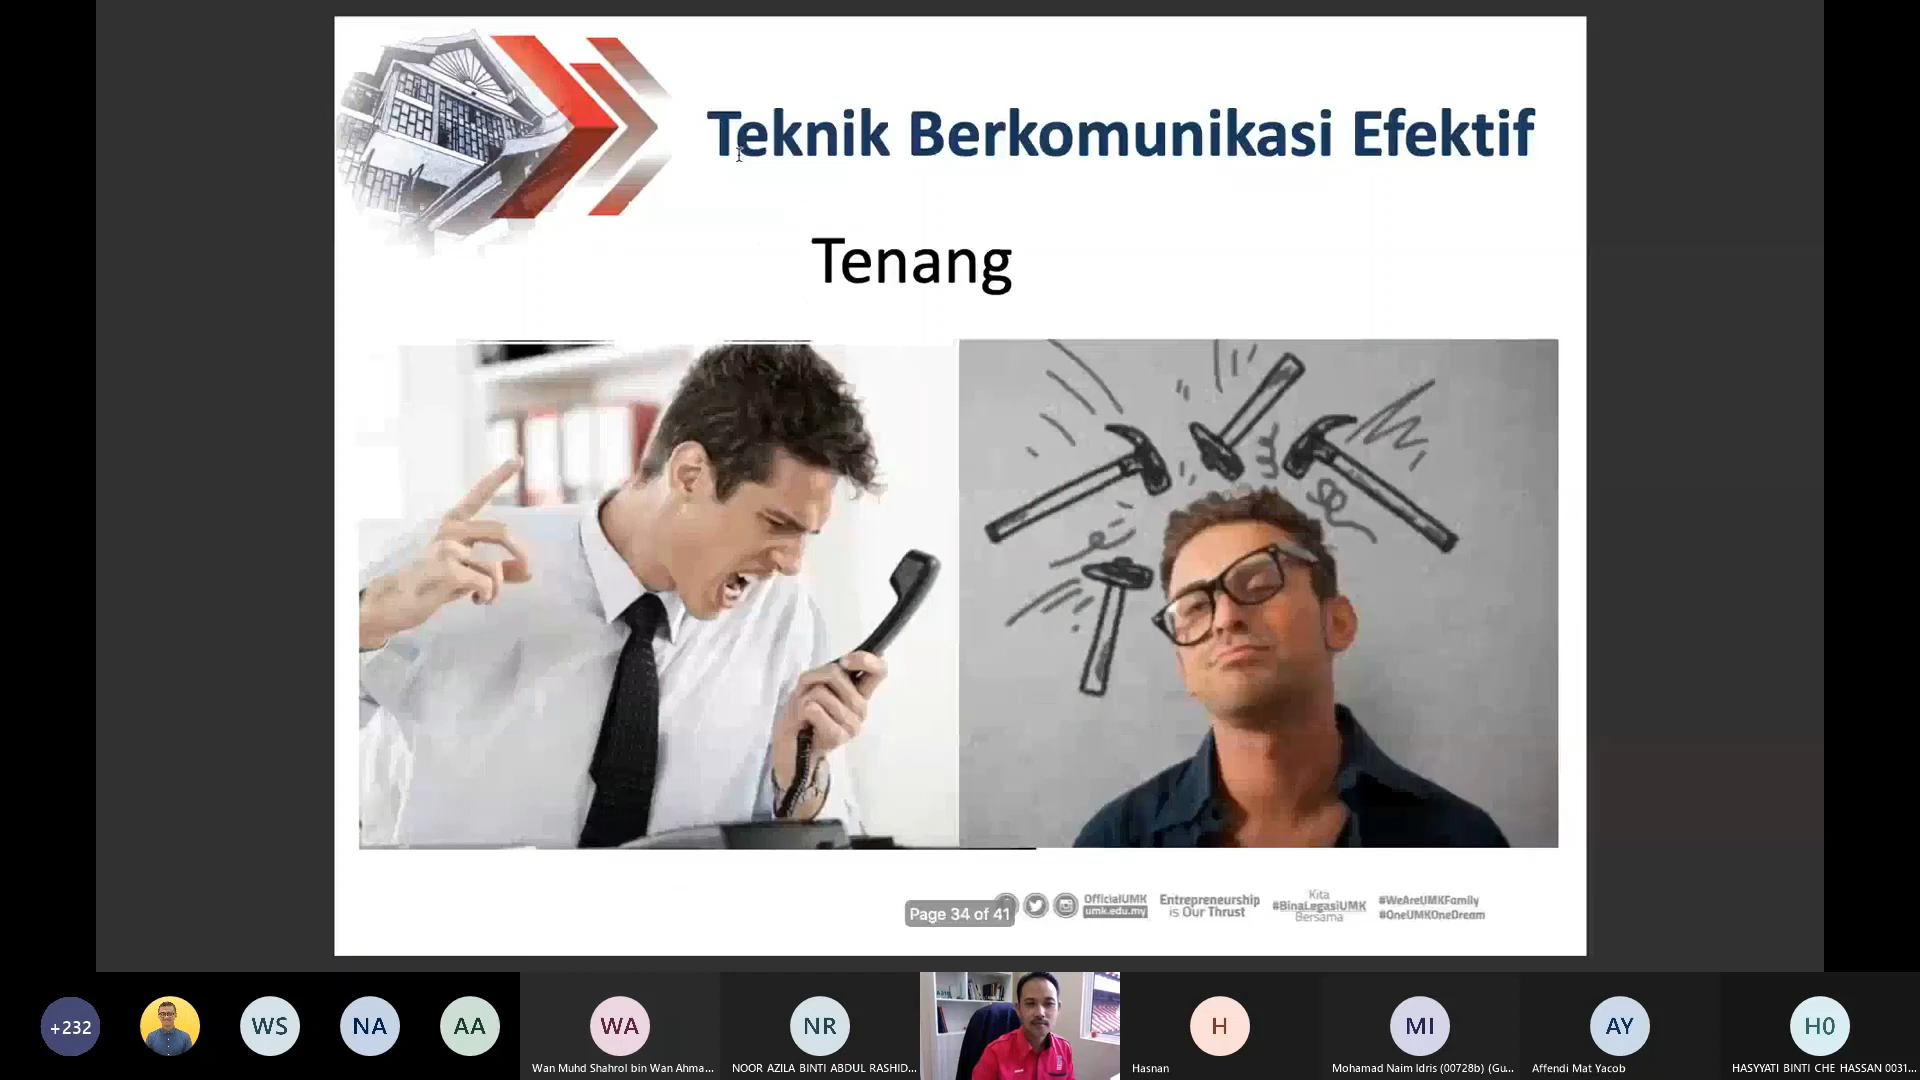 Teknik Berkomunikasi Efektif
Tenang
Page 34 of 41
OfficialUMK
umk.edu.my
Entrepreneurship
is Our Thrust
Kita
#BinaLegasiUMK
Bersama
#WeAreUMKFamily
#OneUMKOneDream
+232
WS
NA
AA
WA
Wan Muhd Shahrol bin Wan Ahma...
NR
NOOR AZILA BINTI ABDUL RASHID...
H
Hasnan
MI
Mohamad Naim Idris (00728b) (Gu...
AY
Affendi Mat Yacob
H0
HASYYATI BINTI CHE HASSAN 0031...